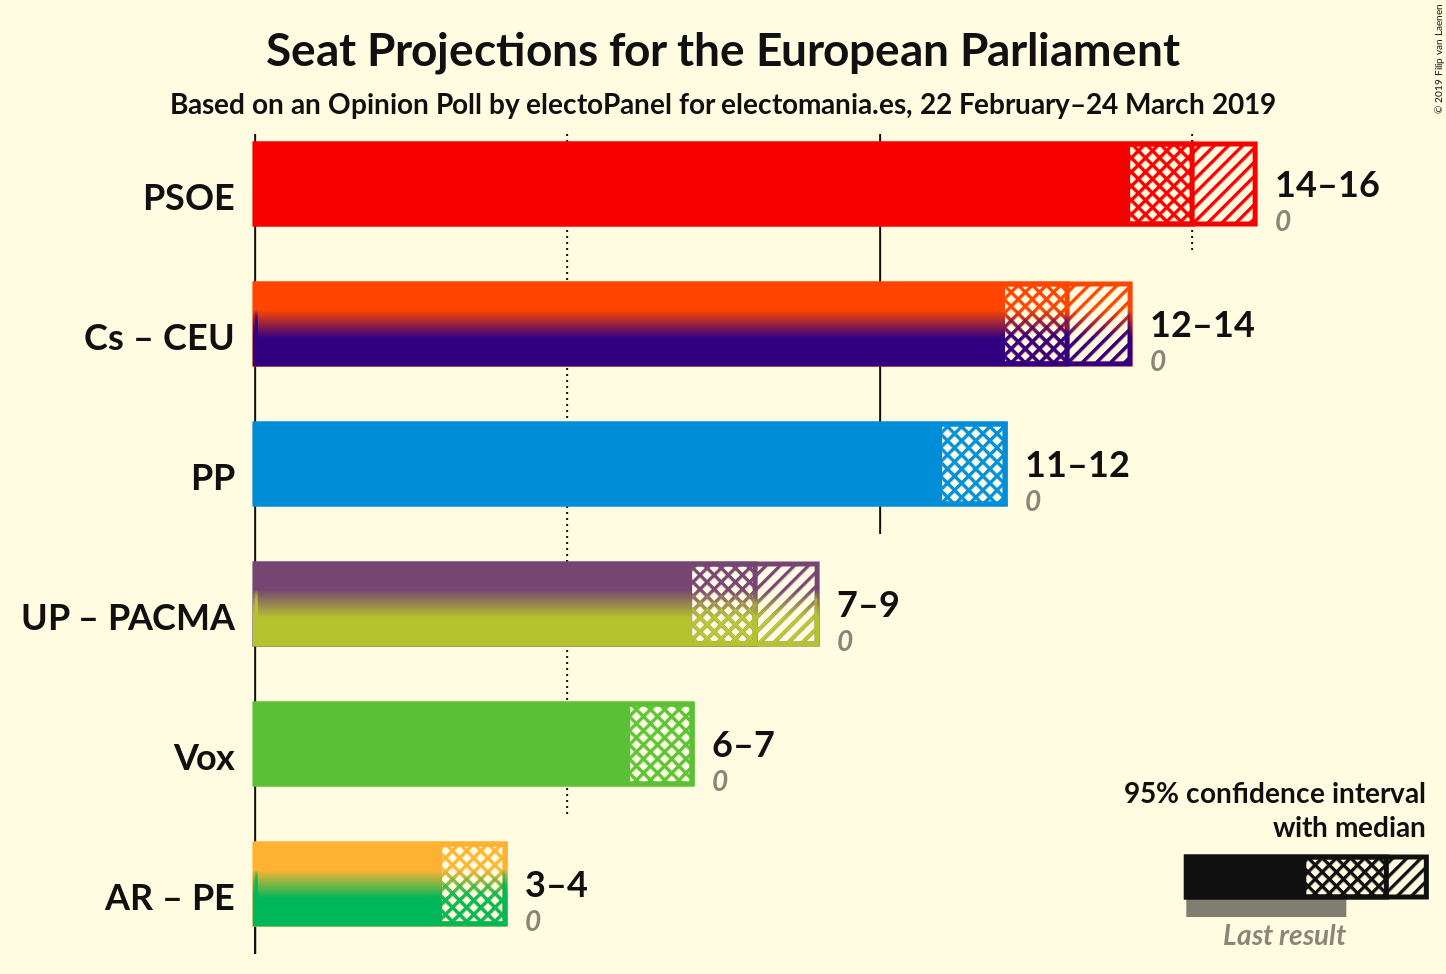 Seat Projections for the European Parliament
Based on an Opinion Poll by electoPanel for electomania.es, 22 February–24 March 2019
© 2019 Filip van Laenen
PSOE
14–16
0
Cs – CEU
12–14
0
PP
11–12
0
UP – PACMA
7–9
0
Vox
6–7
0
AR – PE
3–4
0
95% confidence interval
with median
Last result